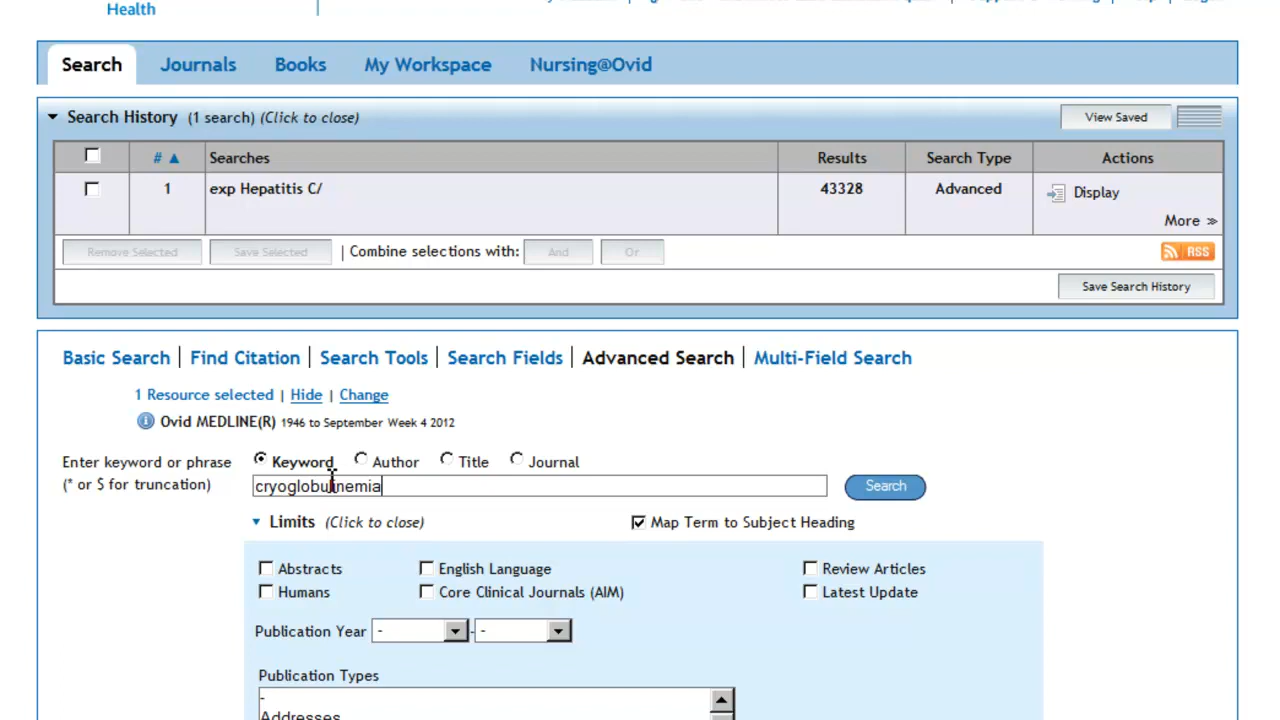 Health
Search Journals Books My Workspace Nursing@Ovid
Search History (1 search) (Click to close) View Saved
# ▲ Searches Results Search Type Actions
1 exp Hepatitis C/ 43328 Advanced Display
More »
Remove Selected Save Selected | Combine selections with: And Or RSS
Save Search History
Basic Search | Find Citation | Search Tools | Search Fields | Advanced Search | Multi-Field Search
1 Resource selected | Hide | Change
Ovid MEDLINE(R) 1946 to September Week 4 2012
Enter keyword or phrase Keyword Author Title Journal
(* or $ for truncation) cryoglobulinemia Search
Limits (Click to close) Map Term to Subject Heading
Abstracts English Language Review Articles
Humans Core Clinical Journals (AIM) Latest Update
Publication Year - - -
Publication Types
-
Addresses